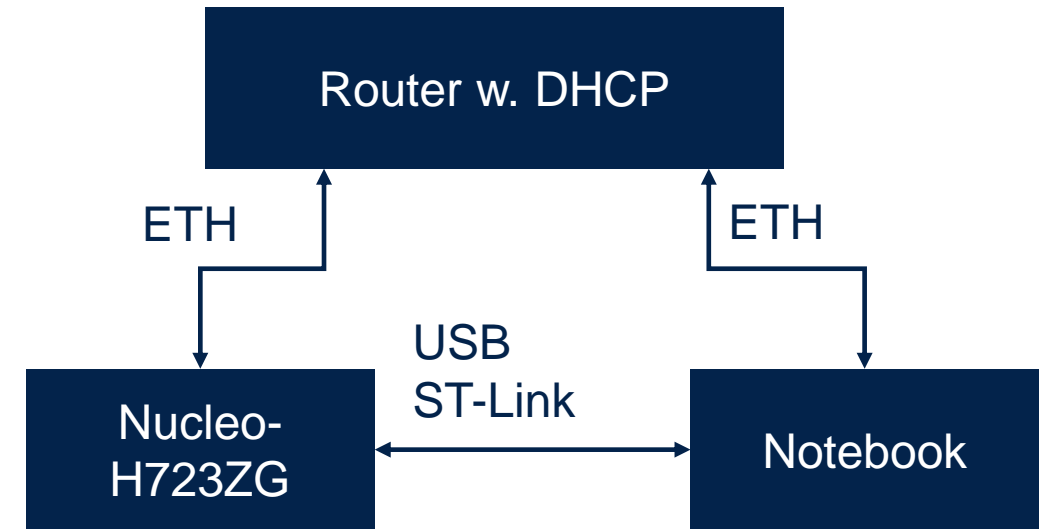 Router w. DHCP
ETH
ETH
USB
ST-Link
Nucleo-
H723ZG
Notebook